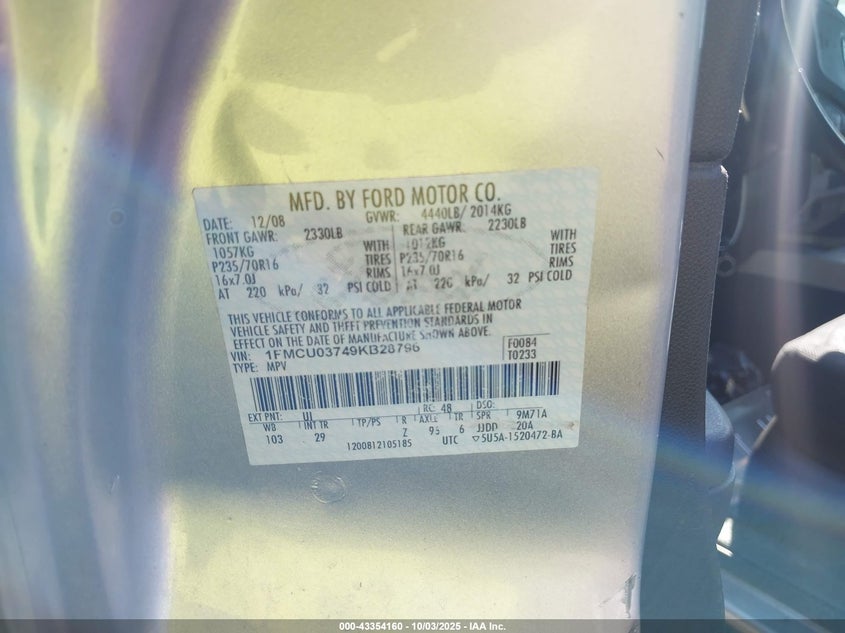 MFD. BY FORD MOTOR CO.
DATE: 12/08 GVWR: 4440LB/ 2014KG
FRONT GAWR: 2330LB REAR GAWR: 2230LB
1057KG WITH 1012KG WITH
P235/70R16 TIRES P235/70R16 TIRES
16x7.0J RIMS 16x7.0J RIMS
AT 220 kPa/ 32 PSI COLD AT 220 kPa/ 32 PSI COLD
THIS VEHICLE CONFORMS TO ALL APPLICABLE FEDERAL MOTOR
VEHICLE SAFETY AND THEFT PREVENTION STANDARDS IN
EFFECT ON THE DATE OF MANUFACTURE SHOWN ABOVE.
VIN: 1FMCU03749KB28796 F0084
TYPE: MPV T0233
EXT PNT: UI RC: 48 DSO:
WB INT TR TP/PS R AXLE TR SPR 9M71A
103 29 Z 95 6 JJDD 20A
1200812105185 UTC ▽5U5A-1520472-BA
000-43354160 - 10/03/2025 - IAA Inc.